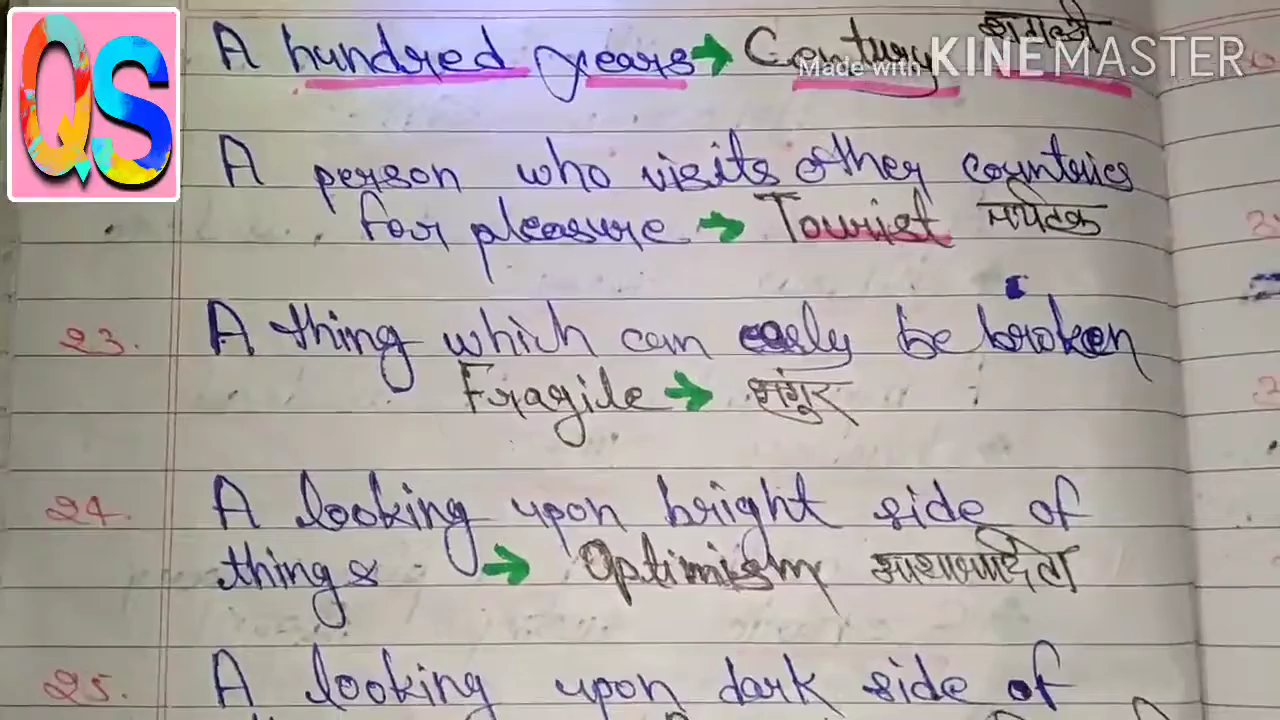 QS
A hundred years → Century शताब्दी
Made with KINEMASTER
A person who visits other countries
for pleasure → Tourist पर्यटक
23. A thing which can easly be broken
Fragile → भंगुर
24. A looking upon bright side of
things → Optimism आशावादिता
25. A looking upon dark side of